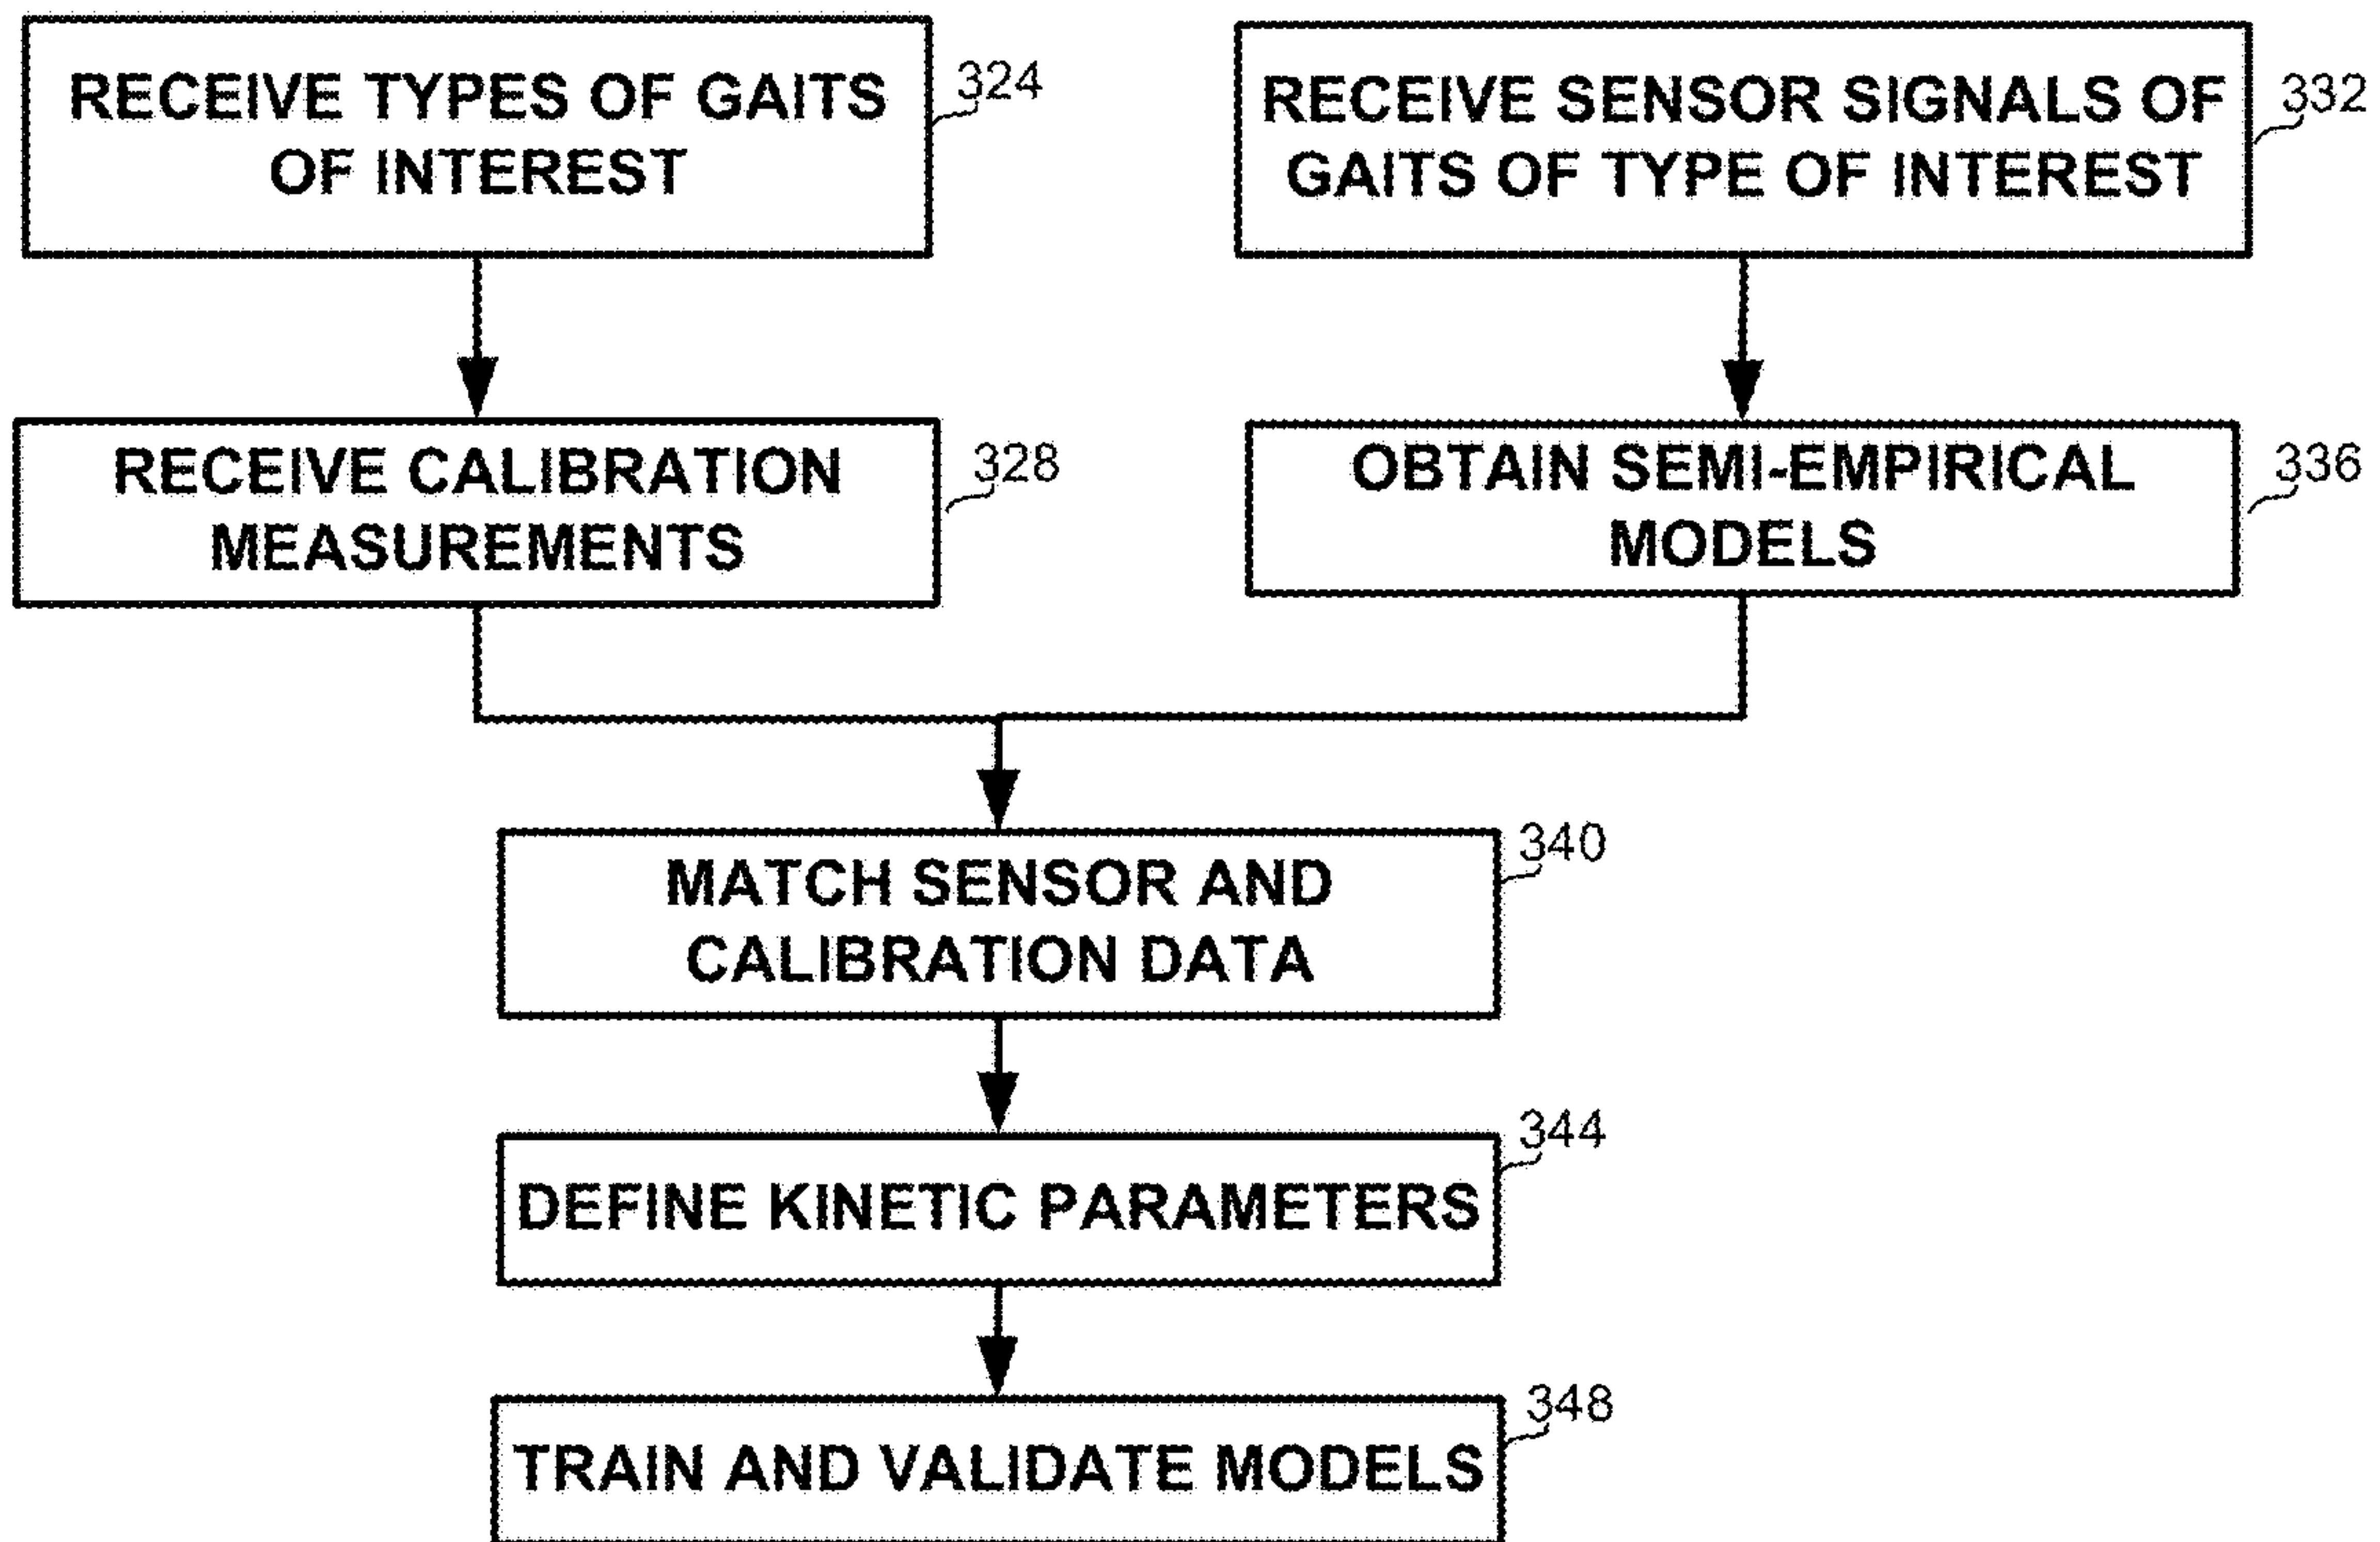 RECEIVE TYPES OF GAITS
OF INTEREST
324
RECEIVE SENSOR SIGNALS OF
GAITS OF TYPE OF INTEREST
332
RECEIVE CALIBRATION
MEASUREMENTS
328
OBTAIN SEMI-EMPIRICAL
MODELS
336
MATCH SENSOR AND
CALIBRATION DATA
340
DEFINE KINETIC PARAMETERS
344
TRAIN AND VALIDATE MODELS
348